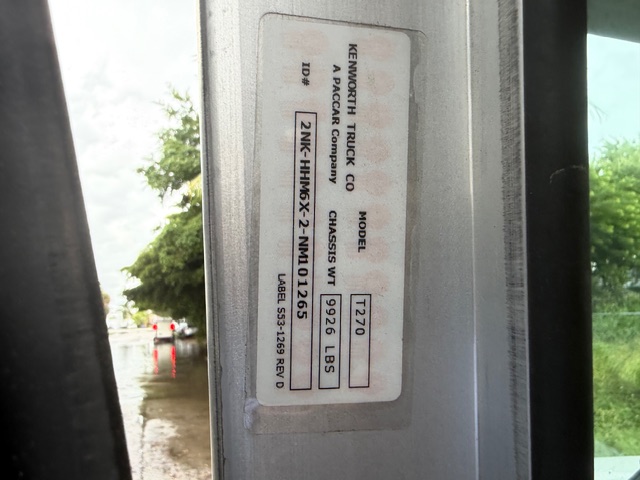 KENWORTH TRUCK CO MODEL T270
A PACCAR Company CHASSIS WT 9926 LBS
ID# 2NK-HHM6X-2-NM101265
LABEL S53-1269 REV D